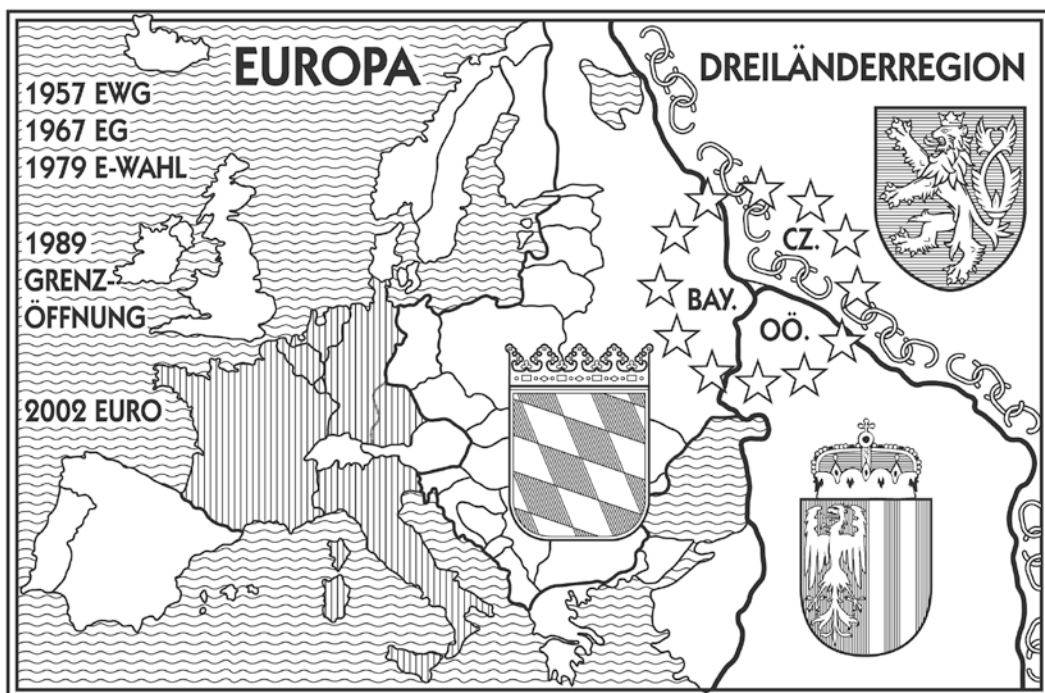 EUROPA
DREILÄNDERREGION
1957 EWG
1967 EG
1979 E-WAHL
1989
GRENZ-
ÖFFNUNG
2002 EURO
CZ.
BAY.
OÖ.